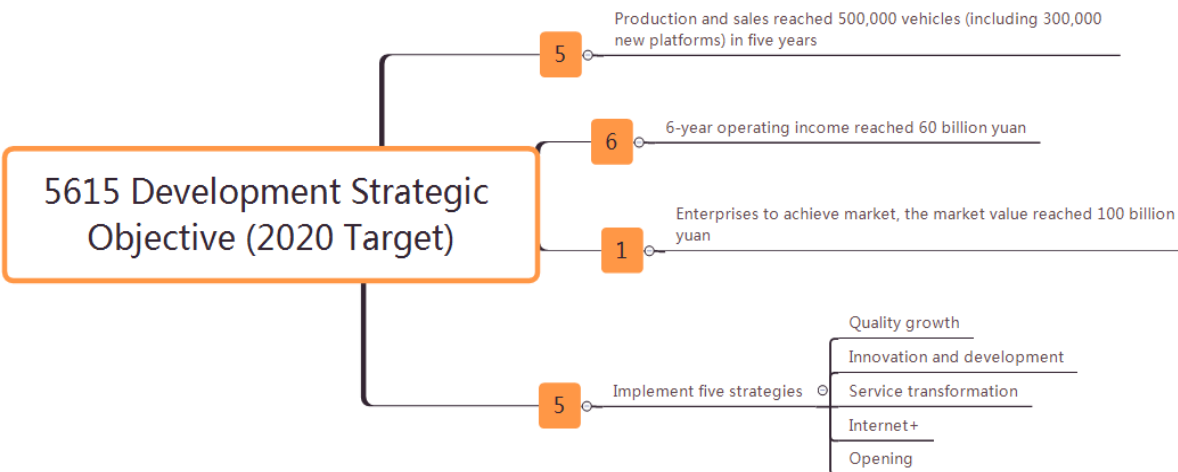 5615 Development Strategic
Objective (2020 Target)
5
Production and sales reached 500,000 vehicles (including 300,000
new platforms) in five years
6
6-year operating income reached 60 billion yuan
1
Enterprises to achieve market, the market value reached 100 billion
yuan
5
Implement five strategies
Quality growth
Innovation and development
Service transformation
Internet+
Opening